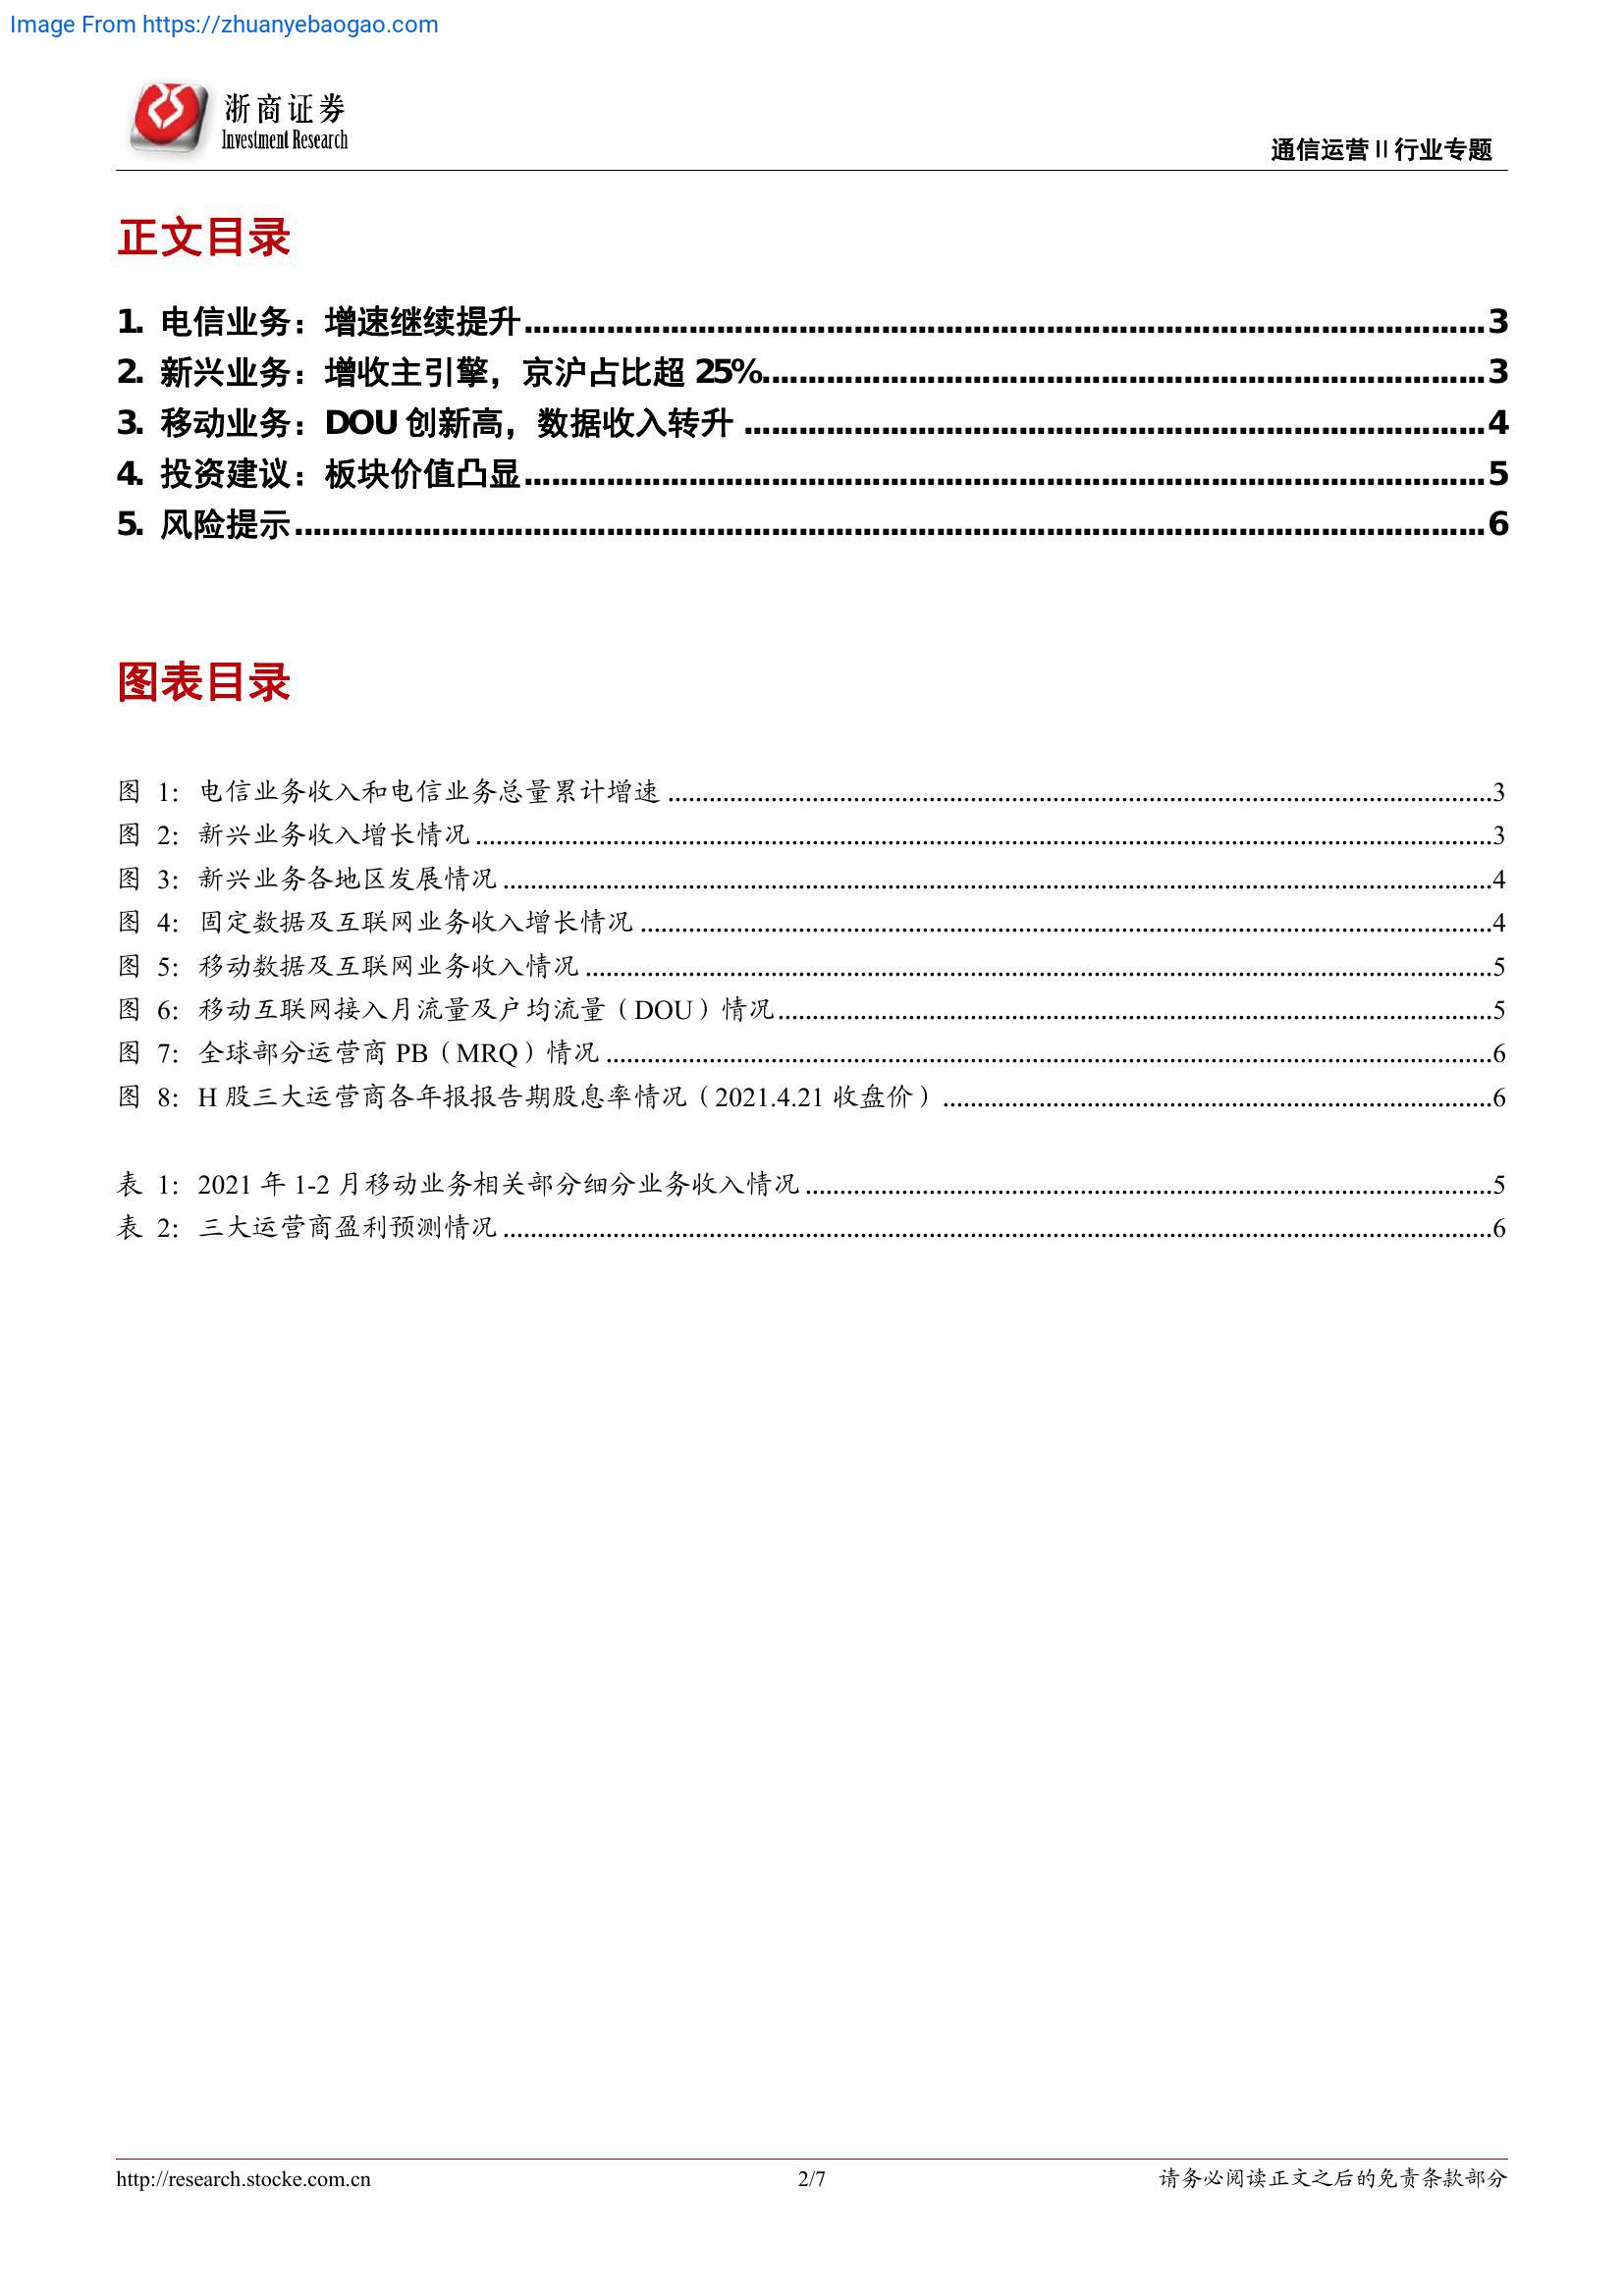 Image From https://zhuanyebaogao.com
浙商证券
Investment Research
通信运营Ⅱ行业专题
正文目录
1. 电信业务：增速继续提升 3
2. 新兴业务：增收主引擎，京沪占比超 25% 3
3. 移动业务：DOU 创新高，数据收入转升 4
4. 投资建议：板块价值凸显 5
5. 风险提示 6
图表目录
图 1：电信业务收入和电信业务总量累计增速 3
图 2：新兴业务收入增长情况 3
图 3：新兴业务各地区发展情况 4
图 4：固定数据及互联网业务收入增长情况 4
图 5：移动数据及互联网业务收入情况 5
图 6：移动互联网接入月流量及户均流量（DOU）情况 5
图 7：全球部分运营商 PB（MRQ）情况 6
图 8：H 股三大运营商各年报报告期股息率情况（2021.4.21 收盘价） 6
表 1：2021 年 1-2 月移动业务相关部分细分业务收入情况 5
表 2：三大运营商盈利预测情况 6
http://research.stocke.com.cn 2/7 请务必阅读正文之后的免责条款部分